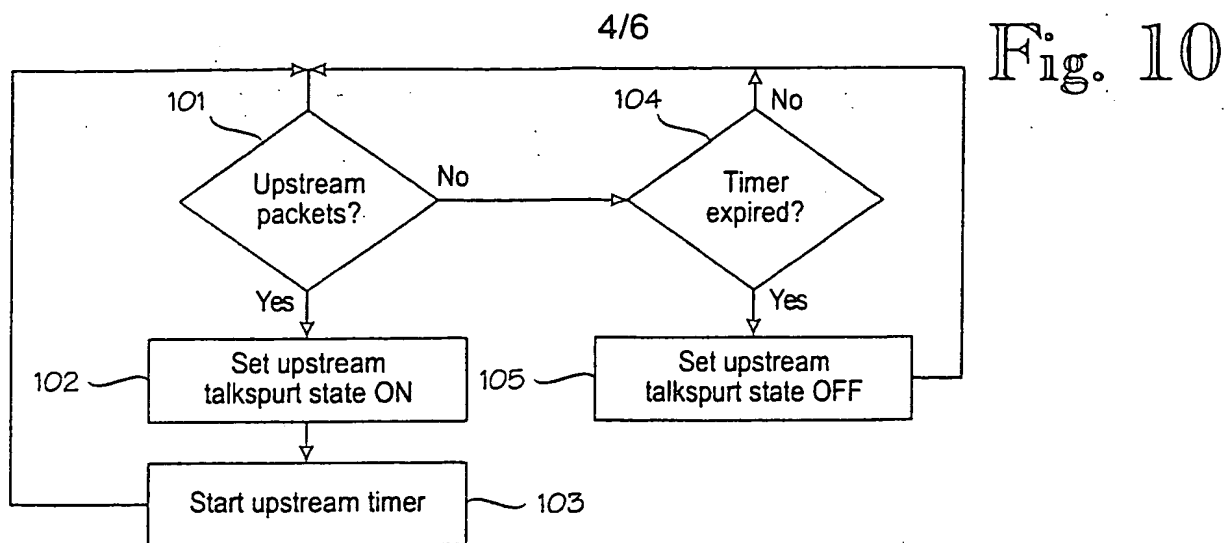 4/6
Fig. 10
101
Upstream
packets?
No
Yes
104
Timer
expired?
No
Yes
102
Set upstream
talkspurt state ON
105
Set upstream
talkspurt state OFF
Start upstream timer
103